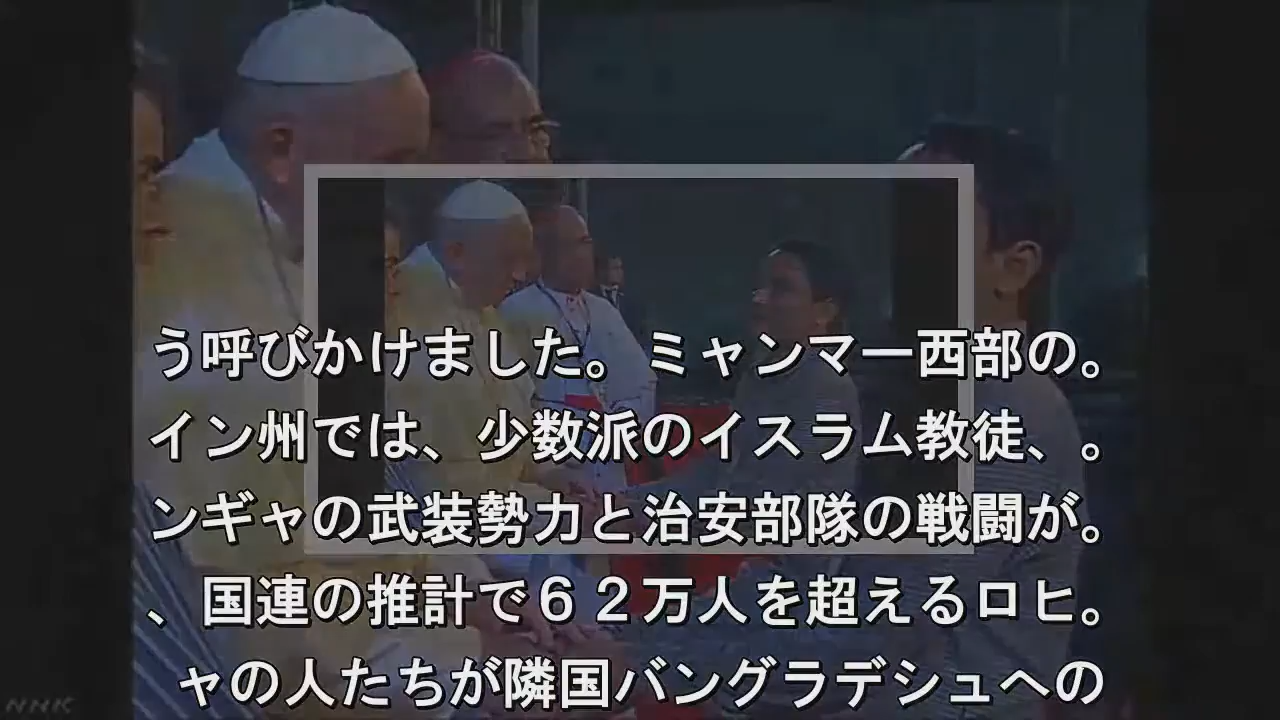 う呼びかけました。ミャンマー西部の。
イン州では、少数派のイスラム教徒、。
ンギャの武装勢力と治安部隊の戦闘が。
、国連の推計で６２万人を超えるロヒ。
ャの人たちが隣国バングラデシュへの
NNK